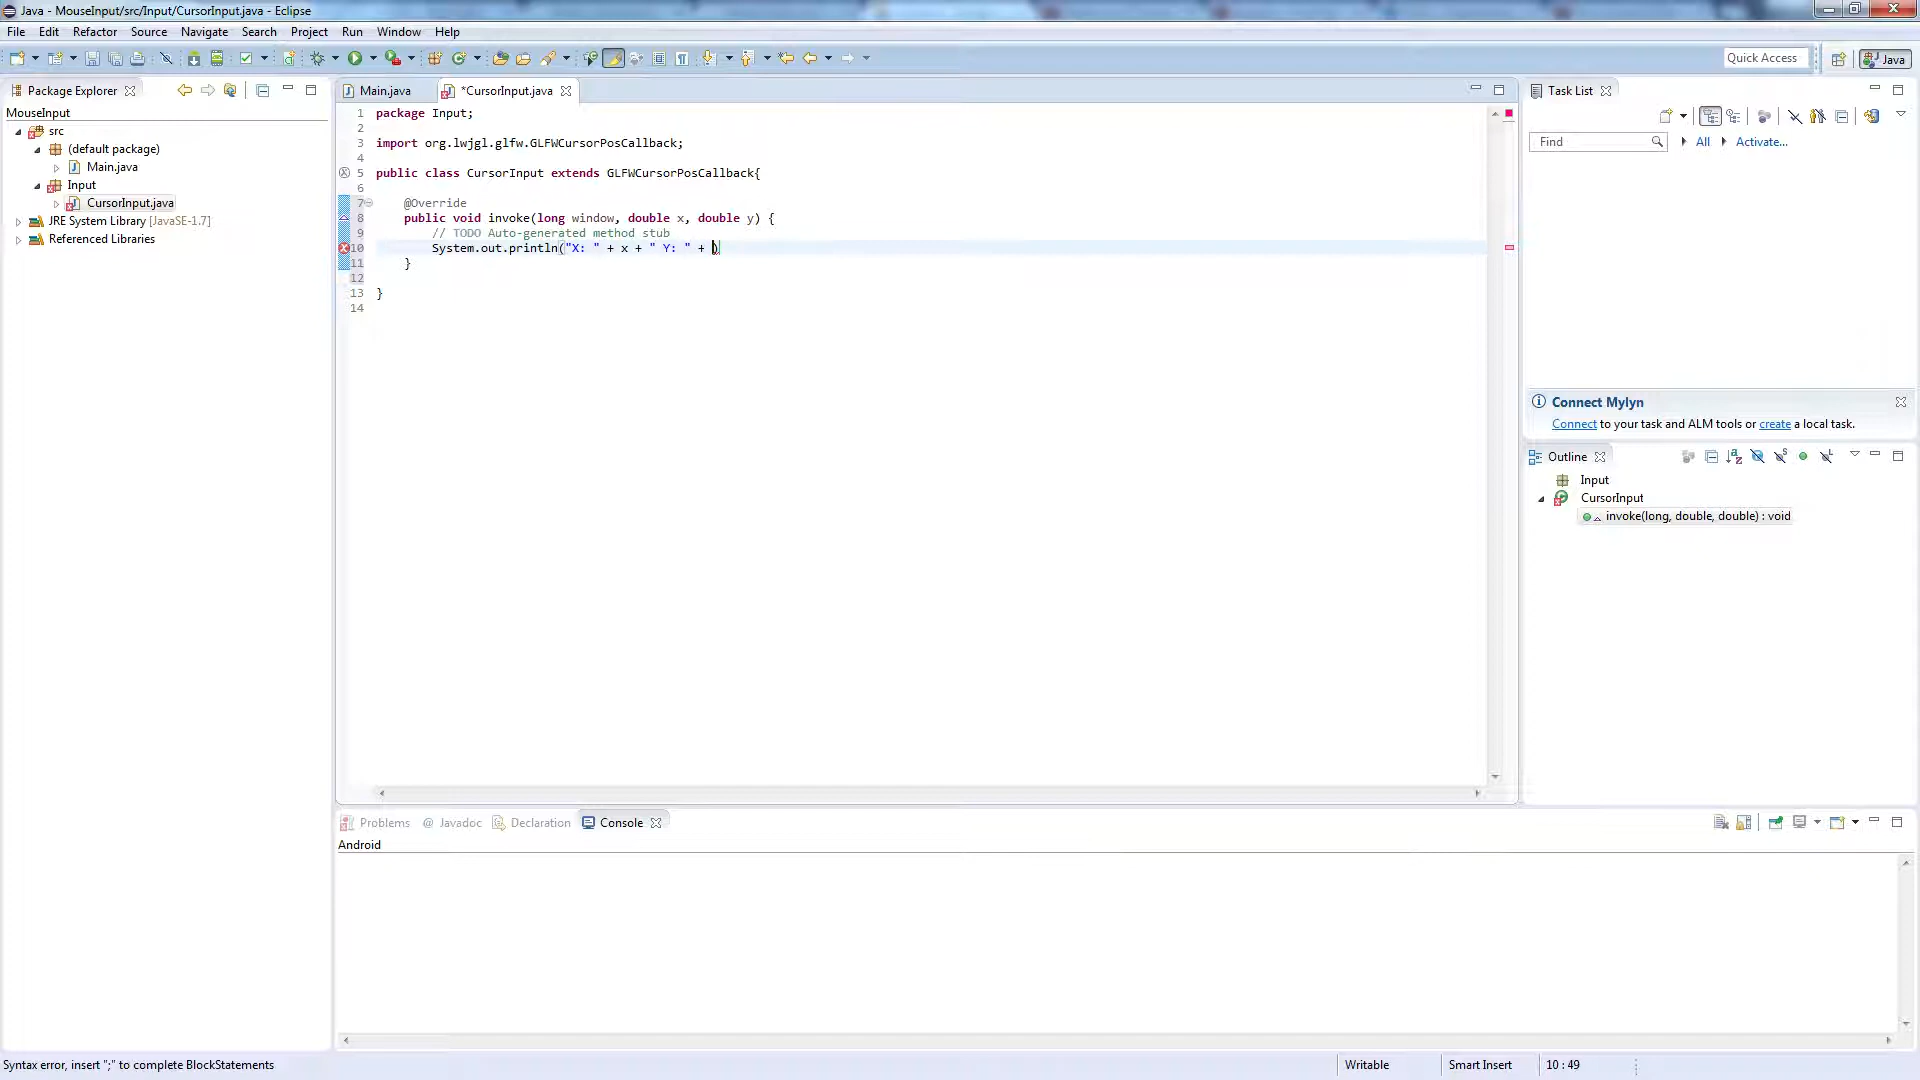 Java - MouseInput/src/Input/CursorInput.java - Eclipse
File Edit Refactor Source Navigate Search Project Run Window Help
Quick Access
Java
Package Explorer
MouseInput
src
(default package)
Main.java
Input
CursorInput.java
JRE System Library [JavaSE-1.7]
Referenced Libraries
Main.java *CursorInput.java
1 package Input;
2
3 import org.lwjgl.glfw.GLFWCursorPosCallback;
4
5 public class CursorInput extends GLFWCursorPosCallback{
6
7 @Override
8 public void invoke(long window, double x, double y) {
9 // TODO Auto-generated method stub
10 System.out.println("X: " + x + " Y: " + )
11 }
12
13 }
14
Task List
Find All Activate...
Connect Mylyn
Connect to your task and ALM tools or create a local task.
Outline
Input
CursorInput
invoke(long, double, double) : void
Problems @ Javadoc Declaration Console
Android
Syntax error, insert ";" to complete BlockStatements
Writable Smart Insert 10 : 49